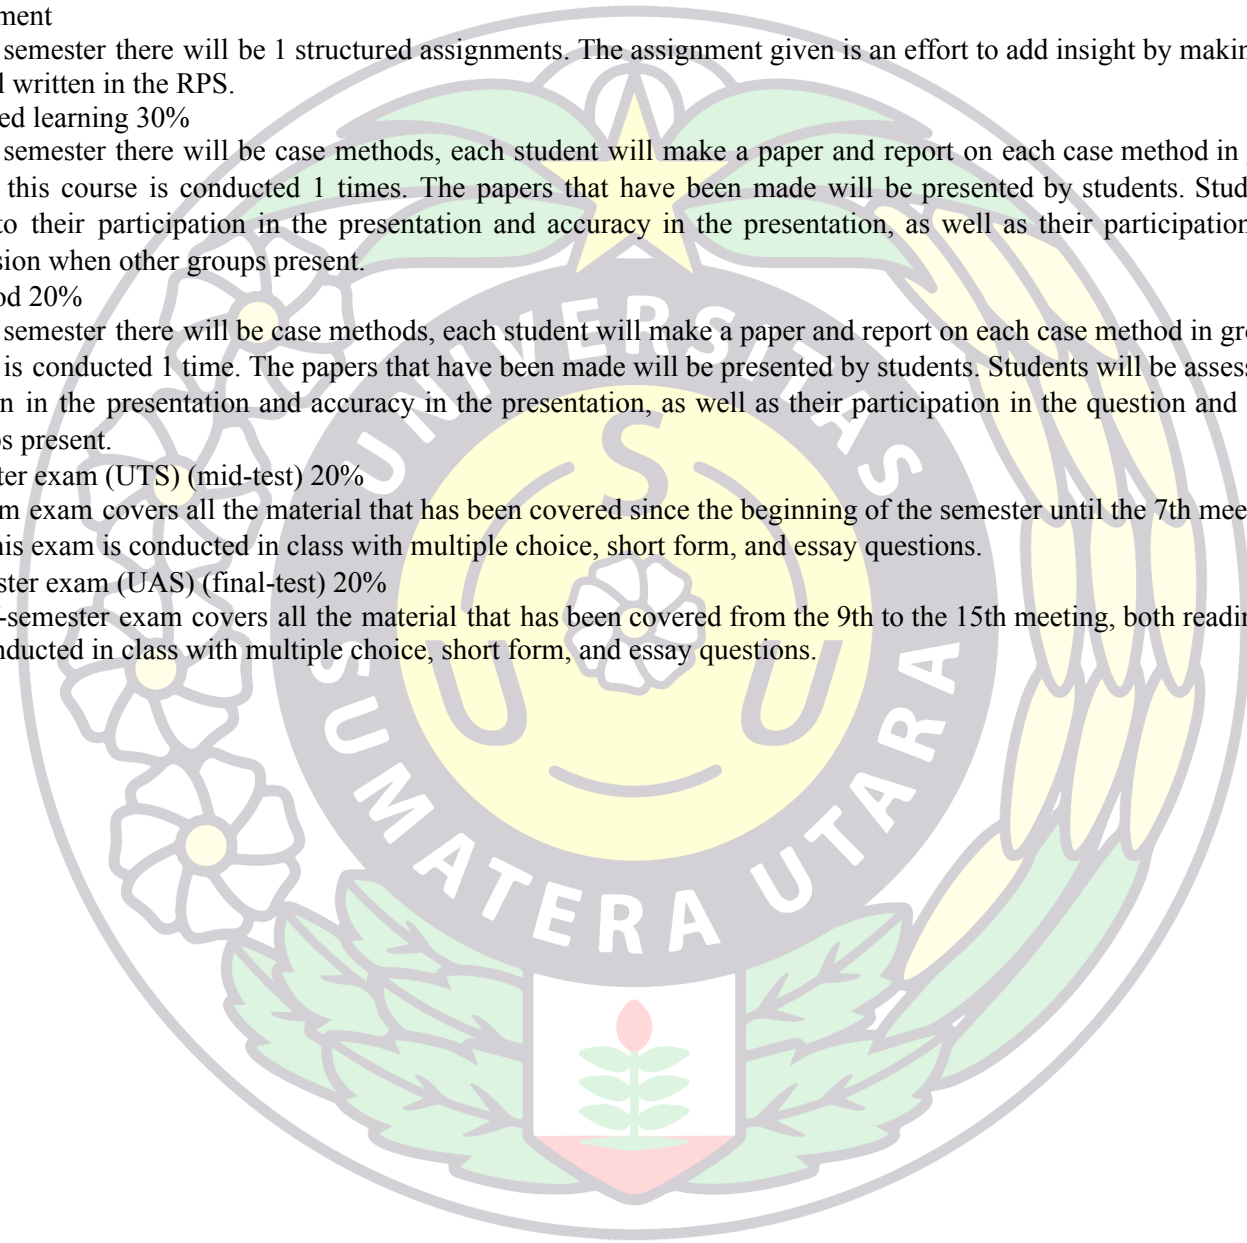 ment
semester there will be 1 structured assignments. The assignment given is an effort to add insight by makin
l written in the RPS.
ed learning 30%
semester there will be case methods, each student will make a paper and report on each case method in
this course is conducted 1 times. The papers that have been made will be presented by students. Stud
to their participation in the presentation and accuracy in the presentation, as well as their participation
sion when other groups present.
od 20%
semester there will be case methods, each student will make a paper and report on each case method in gro
is conducted 1 time. The papers that have been made will be presented by students. Students will be assess
n in the presentation and accuracy in the presentation, as well as their participation in the question and
os present.
ter exam (UTS) (mid-test) 20%
m exam covers all the material that has been covered since the beginning of the semester until the 7th mee
his exam is conducted in class with multiple choice, short form, and essay questions.
ster exam (UAS) (final-test) 20%
-semester exam covers all the material that has been covered from the 9th to the 15th meeting, both readin
nducted in class with multiple choice, short form, and essay questions.
UNIVERSITAS
SUMATERA UTARA
S
U U